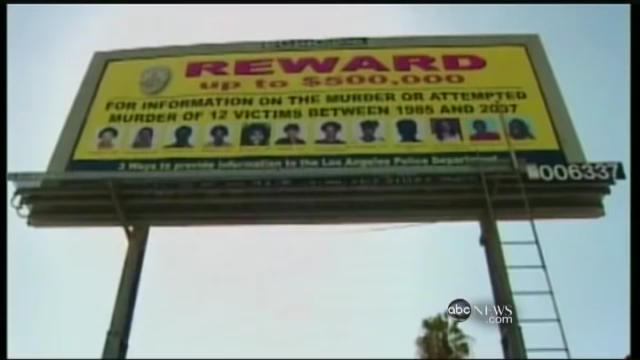 REWARD
up to $500,000
FOR INFORMATION ON THE MURDER OR ATTEMPTED
MURDER OF 12 VICTIMS BETWEEN 1985 AND 2007
3 Ways to provide information to the Los Angeles Police Department
006337
abc NEWS
.com